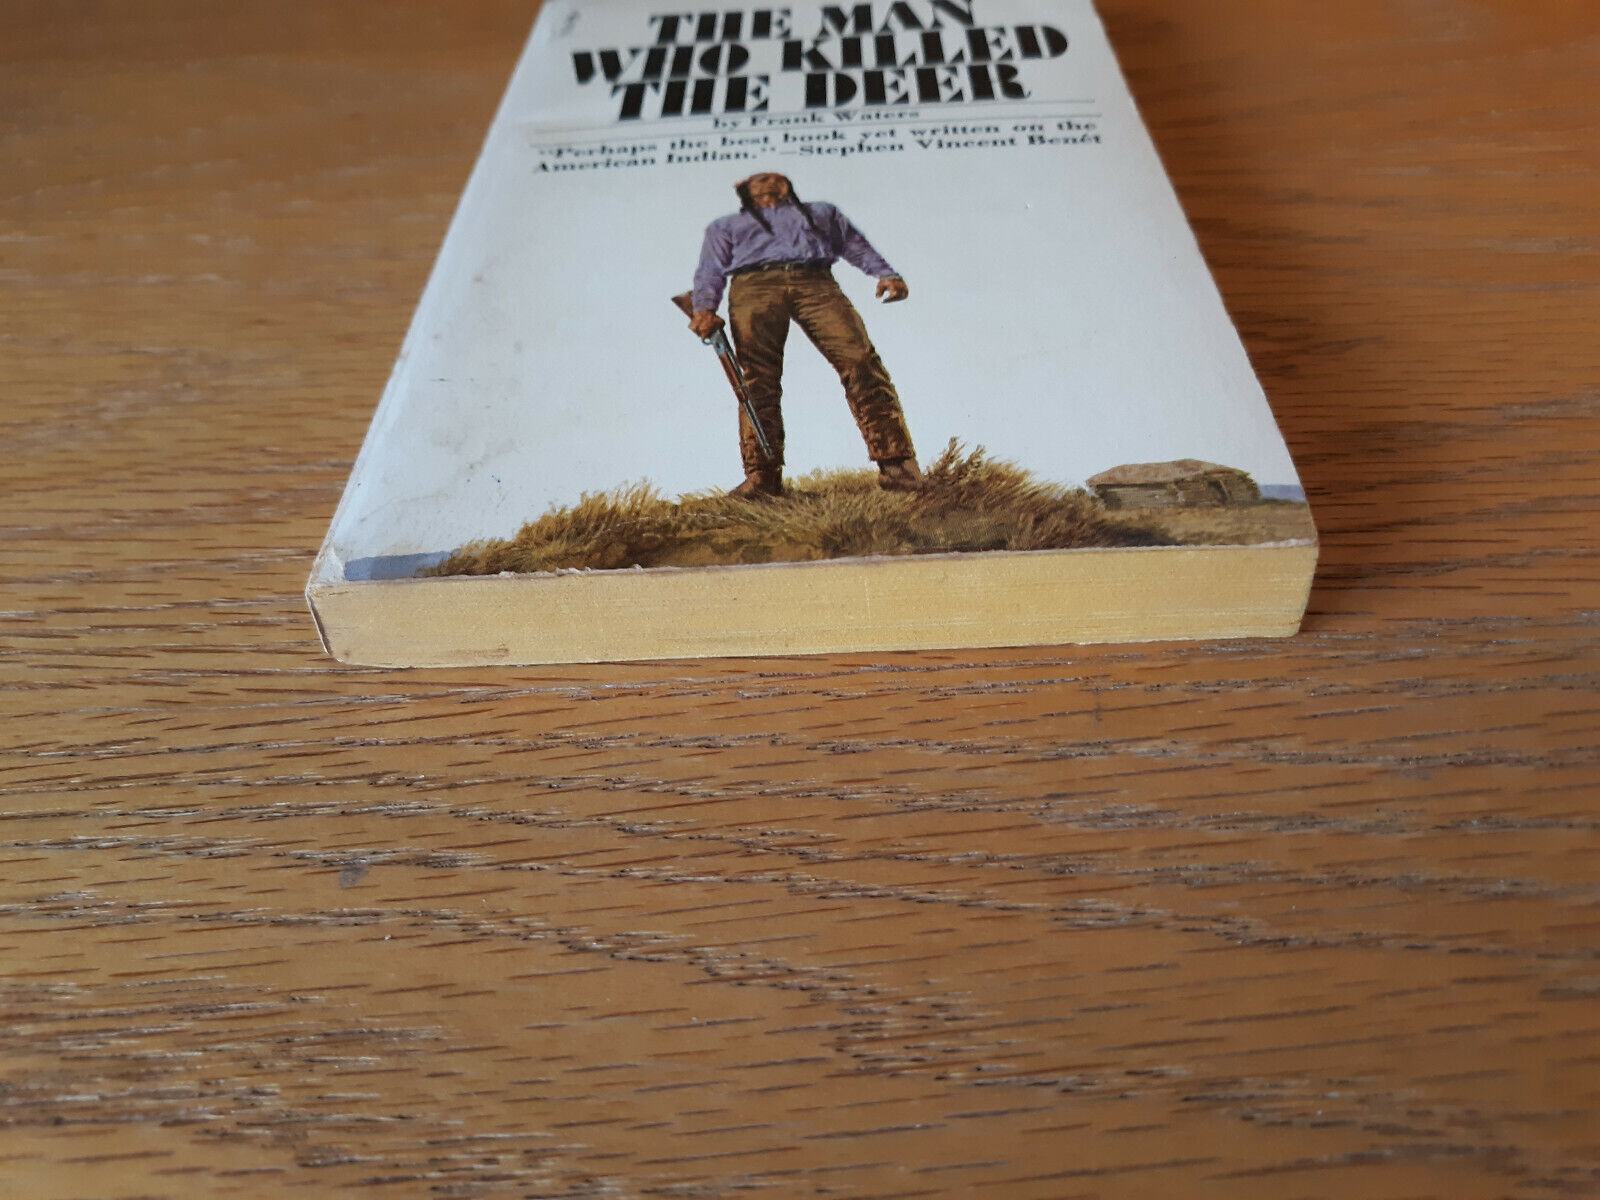 THE MAN
WHO KILLED
THE DEER
by Frank Waters
"Perhaps the best book yet written on the
American Indian."—Stephen Vincent Benét